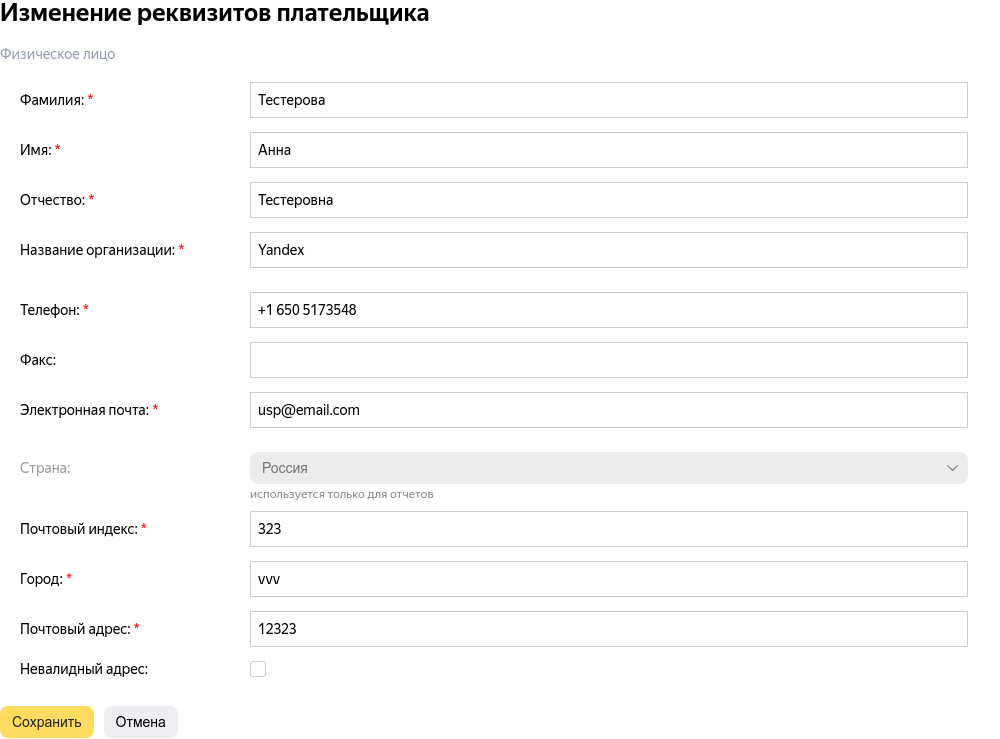 Изменение реквизитов плательщика
Физическое лицо
Фамилия: * Тестерова
Имя: * Анна
Отчество: * Тестеровна
Название организации: * Yandex
Телефон: * +1 650 5173548
Факс:
Электронная почта: * usp@email.com
Страна: Россия
используется только для отчетов
Почтовый индекс: * 323
Город: * vvv
Почтовый адрес: * 12323
Невалидный адрес:
Сохранить Отмена